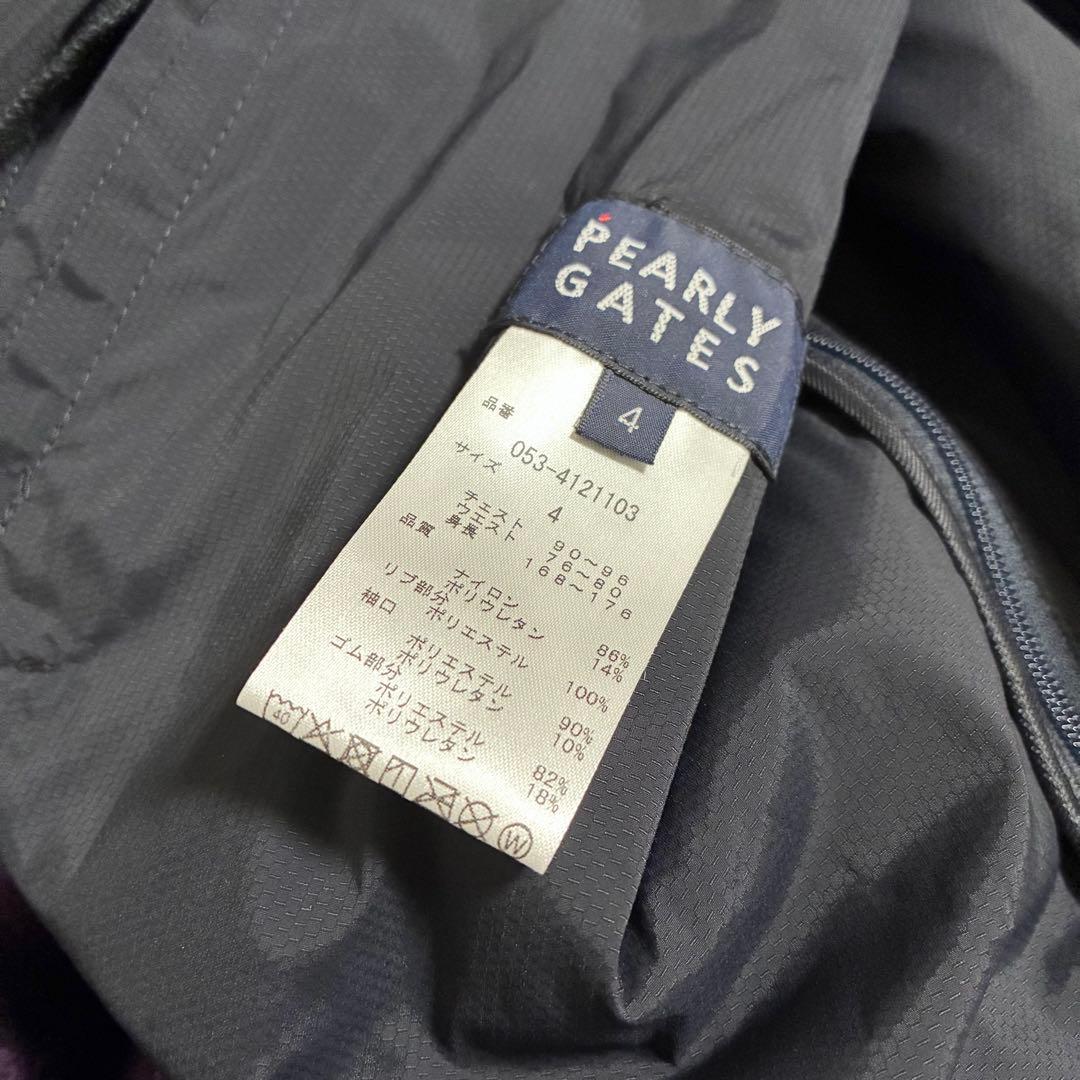 PEARLY
GATES
4
品番
053-4121103
サイズ
4
チェスト 90~96
ウエスト 76~80
身長 168~176
品質
ナイロン 86%
ポリウレタン 14%
リブ部分
ポリエステル 100%
袖口
ポリエステル 90%
ポリウレタン 10%
ゴム部分
ポリエステル 82%
ポリウレタン 18%
40
W